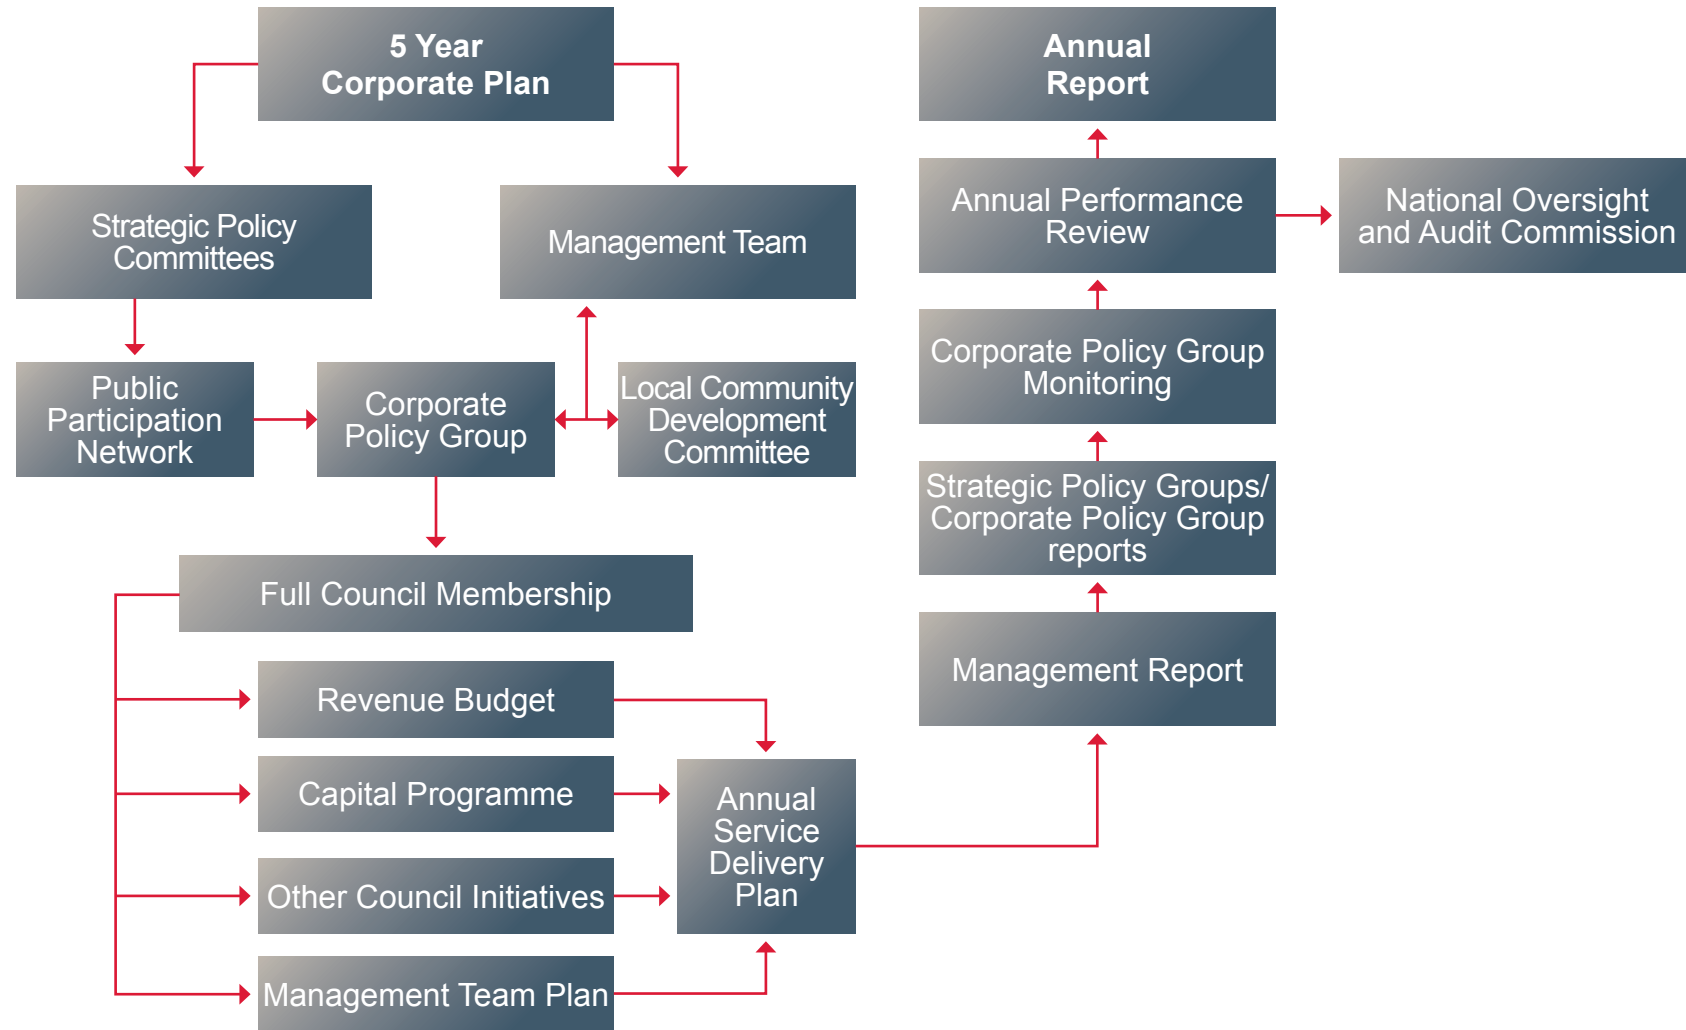 5 Year
Corporate Plan
Strategic Policy
Committees
Management Team
Public
Participation
Network
Corporate
Policy Group
Local Community
Development
Committee
Full Council Membership
Revenue Budget
Capital Programme
Other Council Initiatives
Management Team Plan
Annual
Service
Delivery
Plan
Annual
Report
Annual Performance
Review
National Oversight
and Audit Commission
Corporate Policy Group
Monitoring
Strategic Policy Groups/
Corporate Policy Group
reports
Management Report